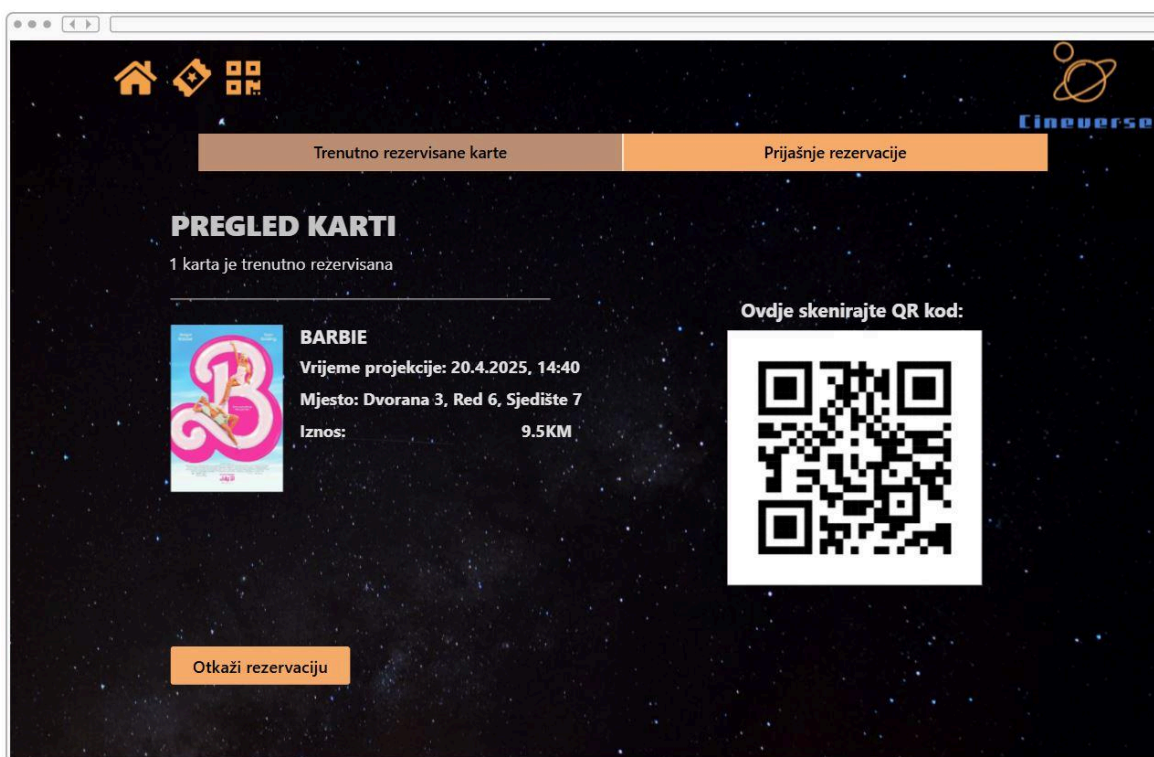 Cineverse
Trenutno rezervisane karte
Prijašnje rezervacije
PREGLED KARTI
1 karta je trenutno rezervisana
BARBIE
Vrijeme projekcije: 20.4.2025, 14:40
Mjesto: Dvorana 3, Red 6, Sjedište 7
Iznos: 9.5KM
Ovdje skenirajte QR kod:
Otkaži rezervaciju